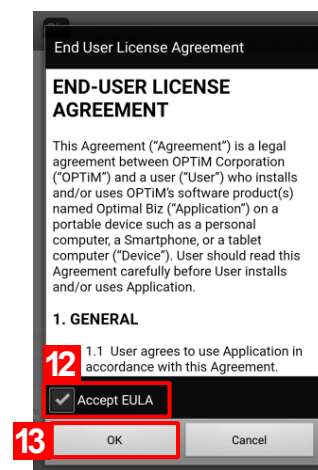 End User License Agreement
END-USER LICENSE
AGREEMENT
This Agreement (“Agreement”) is a legal
agreement between OPTiM Corporation
(“OPTiM”) and a user (“User”) who installs
and/or uses OPTiM’s software product(s)
named Optimal Biz (“Application”) on a
portable device such as a personal
computer, a Smartphone, or a tablet
computer (“Device”). User should read this
Agreement carefully before User installs
and/or uses Application.
1. GENERAL
1.1 User agrees to use Application in
accordance with this Agreement.
12
Accept EULA
13
OK
Cancel